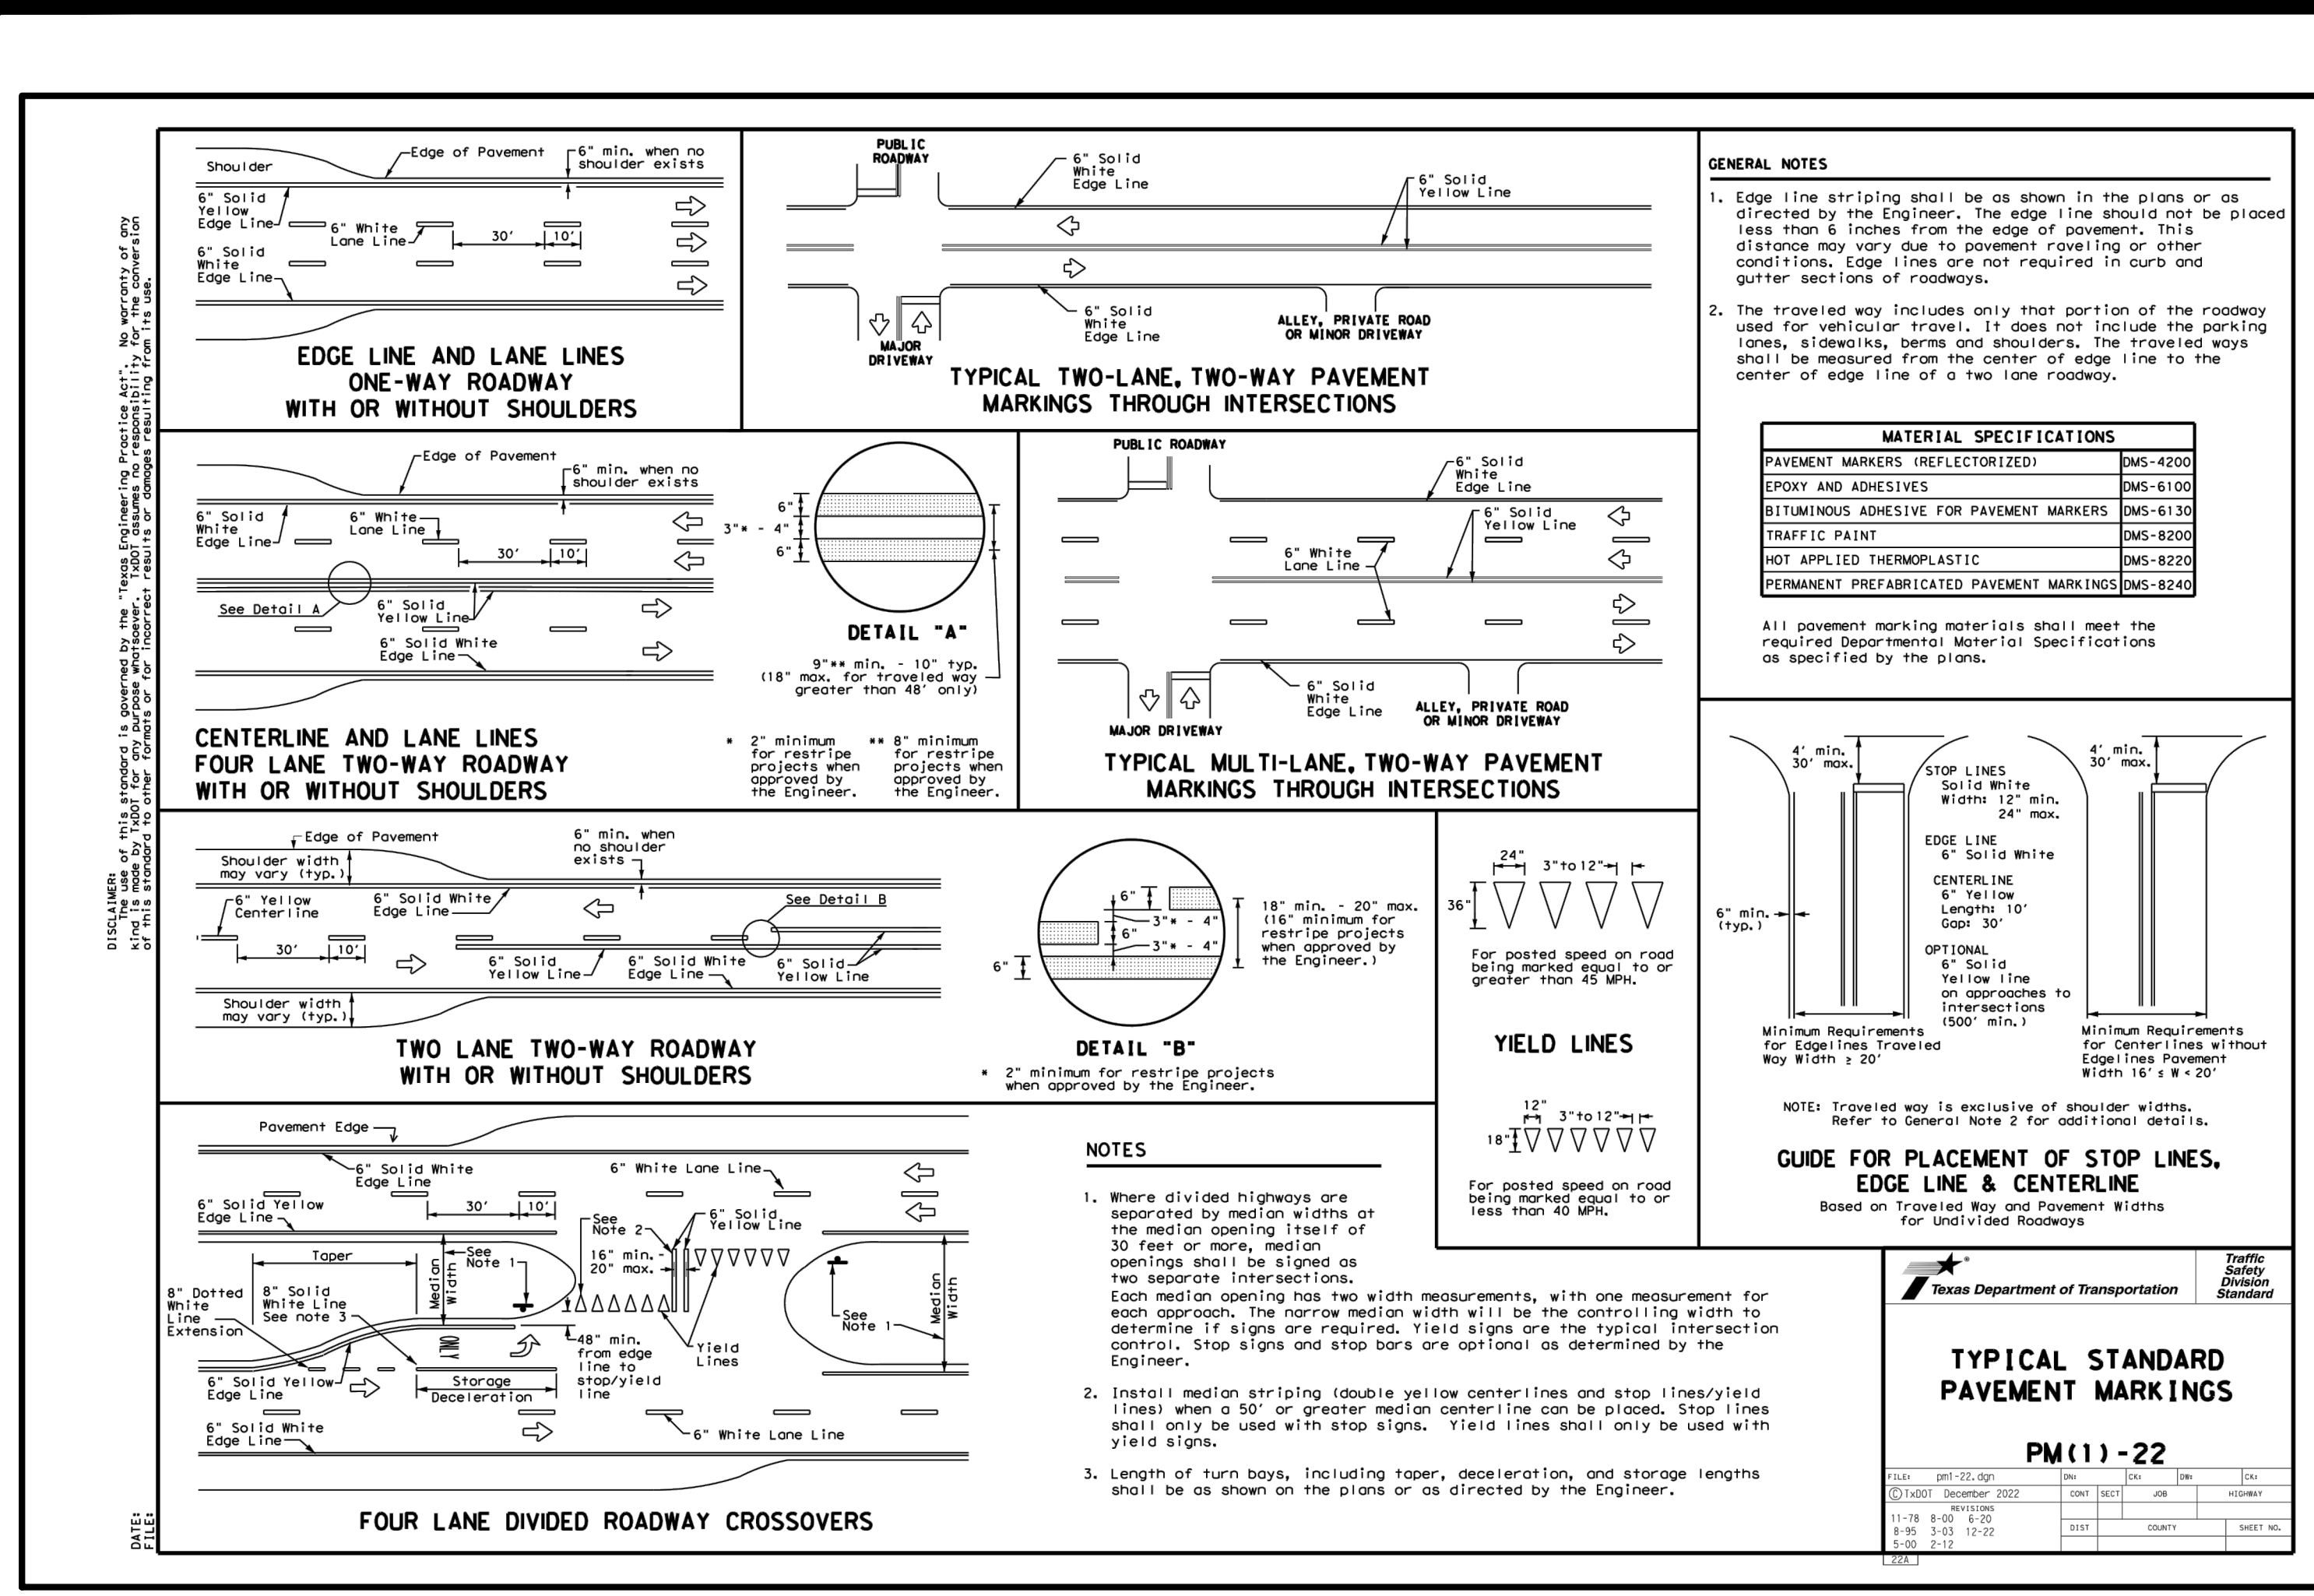 DISCLAIMER:
The use of this standard is governed by the "Texas Engineering Practice Act". No warranty of any
kind is made by TxDOT for any purpose whatsoever. TxDOT assumes no responsibility for the conversion
of this standard to other formats or for incorrect results or damages resulting from its use.
DATE:
FILE:
Shoulder
Edge of Pavement
6" min. when no
shoulder exists
6" Solid
Yellow
Edge Line
6" White
Lane Line
30'
10'
6" Solid
White
Edge Line
EDGE LINE AND LANE LINES
ONE-WAY ROADWAY
WITH OR WITHOUT SHOULDERS
PUBLIC
ROADWAY
6" Solid
White
Edge Line
6" Solid
Yellow Line
6" Solid
White
Edge Line
MAJOR
DRIVEWAY
ALLEY, PRIVATE ROAD
OR MINOR DRIVEWAY
TYPICAL TWO-LANE, TWO-WAY PAVEMENT
MARKINGS THROUGH INTERSECTIONS
GENERAL NOTES
1. Edge line striping shall be as shown in the plans or as
directed by the Engineer. The edge line should not be placed
less than 6 inches from the edge of pavement. This
distance may vary due to pavement raveling or other
conditions. Edge lines are not required in curb and
gutter sections of roadways.
2. The traveled way includes only that portion of the roadway
used for vehicular travel. It does not include the parking
lanes, sidewalks, berms and shoulders. The traveled ways
shall be measured from the center of edge line to the
center of edge line of a two lane roadway.
MATERIAL SPECIFICATIONS
PAVEMENT MARKERS (REFLECTORIZED) DMS-4200
EPOXY AND ADHESIVES DMS-6100
BITUMINOUS ADHESIVE FOR PAVEMENT MARKERS DMS-6130
TRAFFIC PAINT DMS-8200
HOT APPLIED THERMOPLASTIC DMS-8220
PERMANENT PREFABRICATED PAVEMENT MARKINGS DMS-8240
All pavement marking materials shall meet the
required Departmental Material Specifications
as specified by the plans.
Edge of Pavement
6" min. when no
shoulder exists
6" Solid
White
Edge Line
6" White
Lane Line
30'
10'
See Detail A
6" Solid
Yellow Line
6" Solid White
Edge Line
6"
3"* - 4"
6"
DETAIL "A"
9"** min. - 10" typ.
(18" max. for traveled way
greater than 48' only)
CENTERLINE AND LANE LINES
FOUR LANE TWO-WAY ROADWAY
WITH OR WITHOUT SHOULDERS
* 2" minimum
for restripe
projects when
approved by
the Engineer.
** 8" minimum
for restripe
projects when
approved by
the Engineer.
PUBLIC ROADWAY
6" Solid
White
Edge Line
6" Solid
Yellow Line
6" White
Lane Line
6" Solid
White
Edge Line
MAJOR DRIVEWAY
ALLEY, PRIVATE ROAD
OR MINOR DRIVEWAY
TYPICAL MULTI-LANE, TWO-WAY PAVEMENT
MARKINGS THROUGH INTERSECTIONS
Edge of Pavement
Shoulder width
may vary (typ.)
6" min. when
no shoulder
exists
6" Yellow
Centerline
6" Solid White
Edge Line
See Detail B
30'
10'
6" Solid
Yellow Line
6" Solid White
Edge Line
6" Solid
Yellow Line
Shoulder width
may vary (typ.)
TWO LANE TWO-WAY ROADWAY
WITH OR WITHOUT SHOULDERS
6"
3"* - 4"
6"
3"* - 4"
6"
18" min. - 20" max.
(16" minimum for
restripe projects
when approved by
the Engineer.)
DETAIL "B"
* 2" minimum for restripe projects
when approved by the Engineer.
24"
3"to 12"
36"
For posted speed on road
being marked equal to or
greater than 45 MPH.
YIELD LINES
12"
3"to 12"
18"
For posted speed on road
being marked equal to or
less than 40 MPH.
4' min.
30' max.
4' min.
30' max.
STOP LINES
Solid White
Width: 12" min.
24" max.
EDGE LINE
6" Solid White
CENTERLINE
6" Yellow
Length: 10'
Gap: 30'
OPTIONAL
6" Solid
Yellow line
on approaches to
intersections
(500' min.)
6" min.
(typ.)
Minimum Requirements
for Edgelines Traveled
Way Width ≥ 20'
Minimum Requirements
for Centerlines without
Edgelines Pavement
Width 16' ≤ W < 20'
NOTE: Traveled way is exclusive of shoulder widths.
Refer to General Note 2 for additional details.
GUIDE FOR PLACEMENT OF STOP LINES,
EDGE LINE & CENTERLINE
Based on Traveled Way and Pavement Widths
for Undivided Roadways
Pavement Edge
6" Solid White
Edge Line
6" White Lane Line
6" Solid Yellow
Edge Line
30'
10'
See
Note 2
6" Solid
Yellow Line
Taper
Median
Width
See
Note 1
16" min.-
20" max.
8" Dotted
White
Line
Extension
8" Solid
White Line
See note 3
ONLY
48" min.
from edge
line to
stop/yield
line
Yield
Lines
See
Note 1
Median
Width
6" Solid Yellow
Edge Line
Storage
Deceleration
6" Solid White
Edge Line
6" White Lane Line
FOUR LANE DIVIDED ROADWAY CROSSOVERS
NOTES
1. Where divided highways are
separated by median widths at
the median opening itself of
30 feet or more, median
openings shall be signed as
two separate intersections.
Each median opening has two width measurements, with one measurement for
each approach. The narrow median width will be the controlling width to
determine if signs are required. Yield signs are the typical intersection
control. Stop signs and stop bars are optional as determined by the
Engineer.
2. Install median striping (double yellow centerlines and stop lines/yield
lines) when a 50' or greater median centerline can be placed. Stop lines
shall only be used with stop signs. Yield lines shall only be used with
yield signs.
3. Length of turn bays, including taper, deceleration, and storage lengths
shall be as shown on the plans or as directed by the Engineer.
Texas Department of Transportation
Traffic
Safety
Division
Standard
TYPICAL STANDARD
PAVEMENT MARKINGS
PM(1)-22
FILE: pm1-22.dgn DN: CK: DW: CK:
© TxDOT December 2022 CONT SECT JOB HIGHWAY
REVISIONS
11-78 8-00 6-20
8-95 3-03 12-22
5-00 2-12
DIST COUNTY SHEET NO.
22A